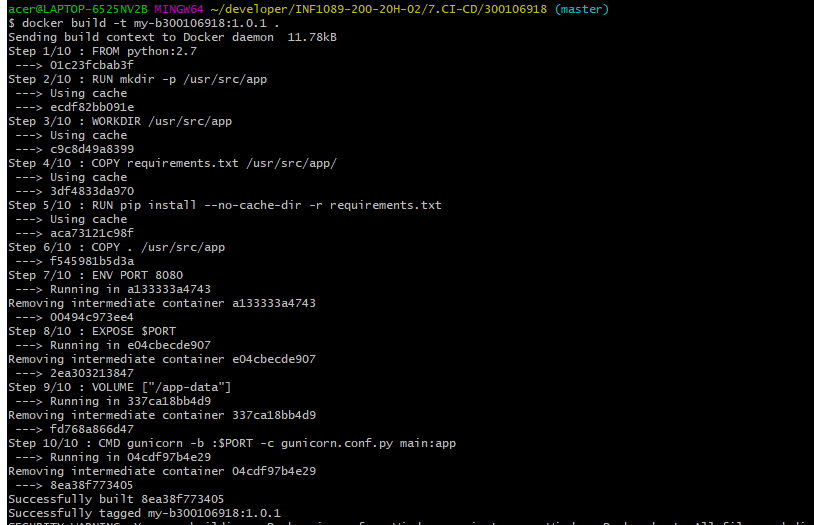 acer@LAPTOP-6525NV2B MINGW64 ~/developer/INF1089-200-20H-02/7.CI-CD/300106918 (master)
$ docker build -t my-b300106918:1.0.1 .
Sending build context to Docker daemon  11.78kB
Step 1/10 : FROM python:2.7
 ---> 01c23fcbab3f
Step 2/10 : RUN mkdir -p /usr/src/app
 ---> Using cache
 ---> ecdf82bb091e
Step 3/10 : WORKDIR /usr/src/app
 ---> Using cache
 ---> c9c8d49a8399
Step 4/10 : COPY requirements.txt /usr/src/app/
 ---> Using cache
 ---> 3df4833da970
Step 5/10 : RUN pip install --no-cache-dir -r requirements.txt
 ---> Using cache
 ---> aca73121c98f
Step 6/10 : COPY . /usr/src/app
 ---> f545981b5d3a
Step 7/10 : ENV PORT 8080
 ---> Running in a133333a4743
Removing intermediate container a133333a4743
 ---> 00494c973ee4
Step 8/10 : EXPOSE $PORT
 ---> Running in e04cbecde907
Removing intermediate container e04cbecde907
 ---> 2ea303213847
Step 9/10 : VOLUME ["/app-data"]
 ---> Running in 337ca18bb4d9
Removing intermediate container 337ca18bb4d9
 ---> fd768a866d47
Step 10/10 : CMD gunicorn -b :$PORT -c gunicorn.conf.py main:app
 ---> Running in 04cdf97b4e29
Removing intermediate container 04cdf97b4e29
 ---> 8ea38f773405
Successfully built 8ea38f773405
Successfully tagged my-b300106918:1.0.1